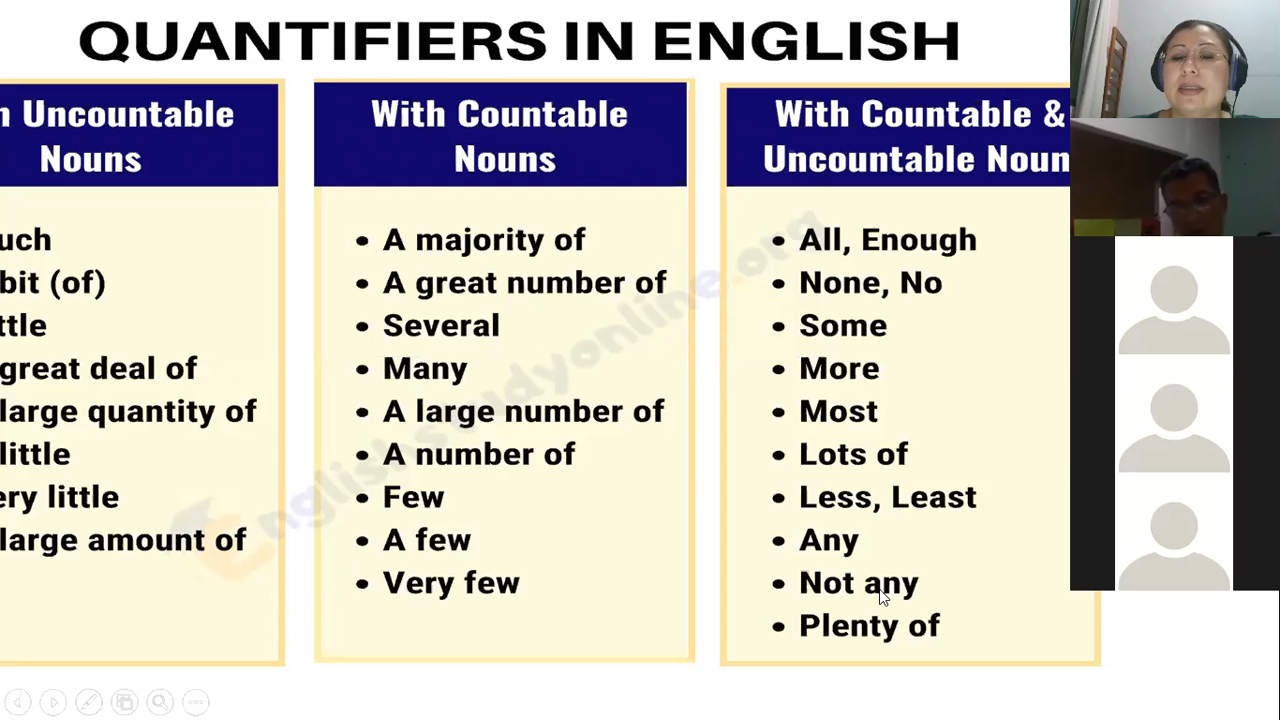 QUANTIFIERS IN ENGLISH
Uncountable
Nouns
bit (of)
great deal of
large quantity of
little
little
large amount of
With Countable
Nouns
• A majority of
• A great number of
• Several
• Many
• A large number of
• A number of
• Few
• A few
• Very few
With Countable &
Uncountable Noun
• All, Enough
• None, No
• Some
• More
• Most
• Lots of
• Less, Least
• Any
• Not any
• Plenty of
Englishstudyonline.org